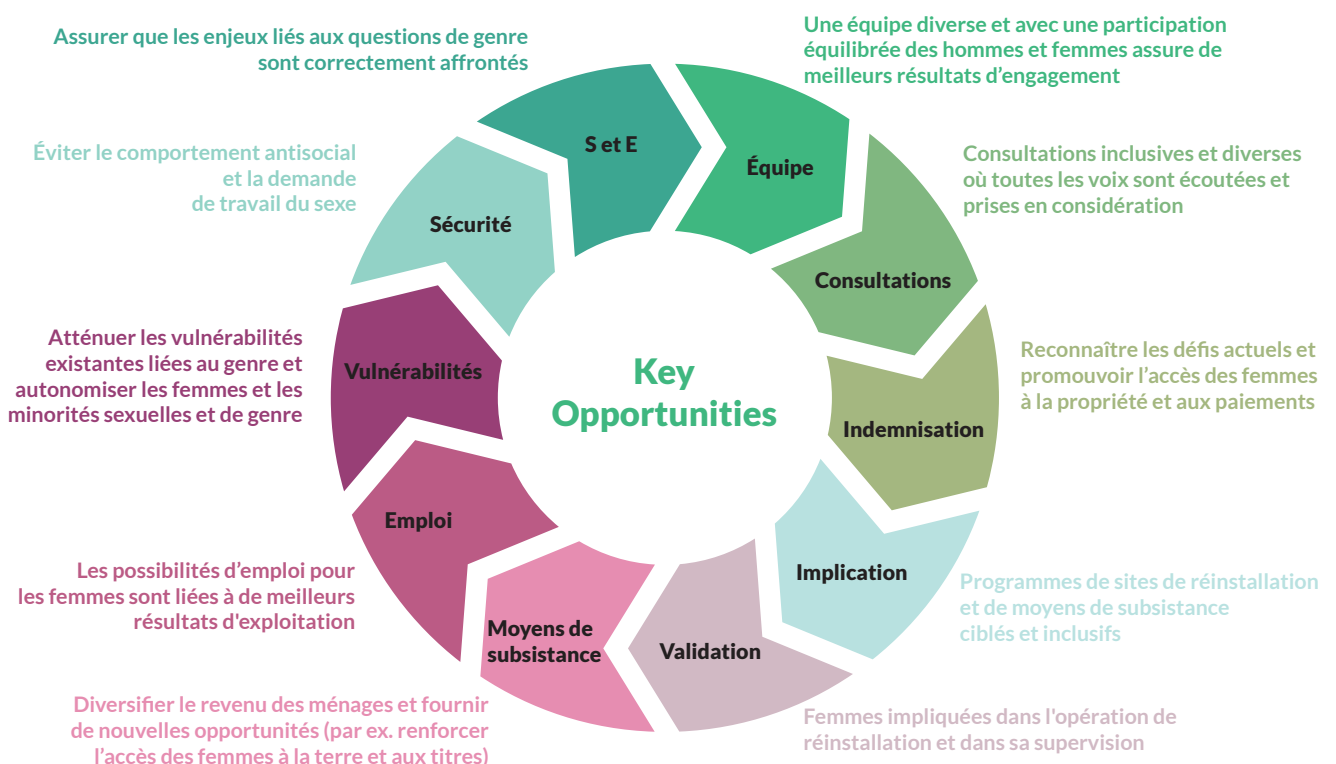 Key
Opportunities
Équipe
Une équipe diverse et avec une participation
équilibrée des hommes et femmes assure de
meilleurs résultats d’engagement
Consultations
Consultations inclusives et diverses
où toutes les voix sont écoutées et
prises en considération
Indemnisation
Reconnaître les défis actuels et
promouvoir l’accès des femmes
à la propriété et aux paiements
Implication
Programmes de sites de réinstallation
et de moyens de subsistance
ciblés et inclusifs
Validation
Femmes impliquées dans l'opération de
réinstallation et dans sa supervision
Moyens de
subsistance
Diversifier le revenu des ménages et fournir
de nouvelles opportunités (par ex. renforcer
l’accès des femmes à la terre et aux titres)
Emploi
Les possibilités d’emploi pour
les femmes sont liées à de meilleurs
résultats d'exploitation
Vulnérabilités
Atténuer les vulnérabilités
existantes liées au genre et
autonomiser les femmes et les
minorités sexuelles et de genre
Sécurité
Éviter le comportement antisocial
et la demande
de travail du sexe
S et E
Assurer que les enjeux liés aux questions de genre
sont correctement affrontés